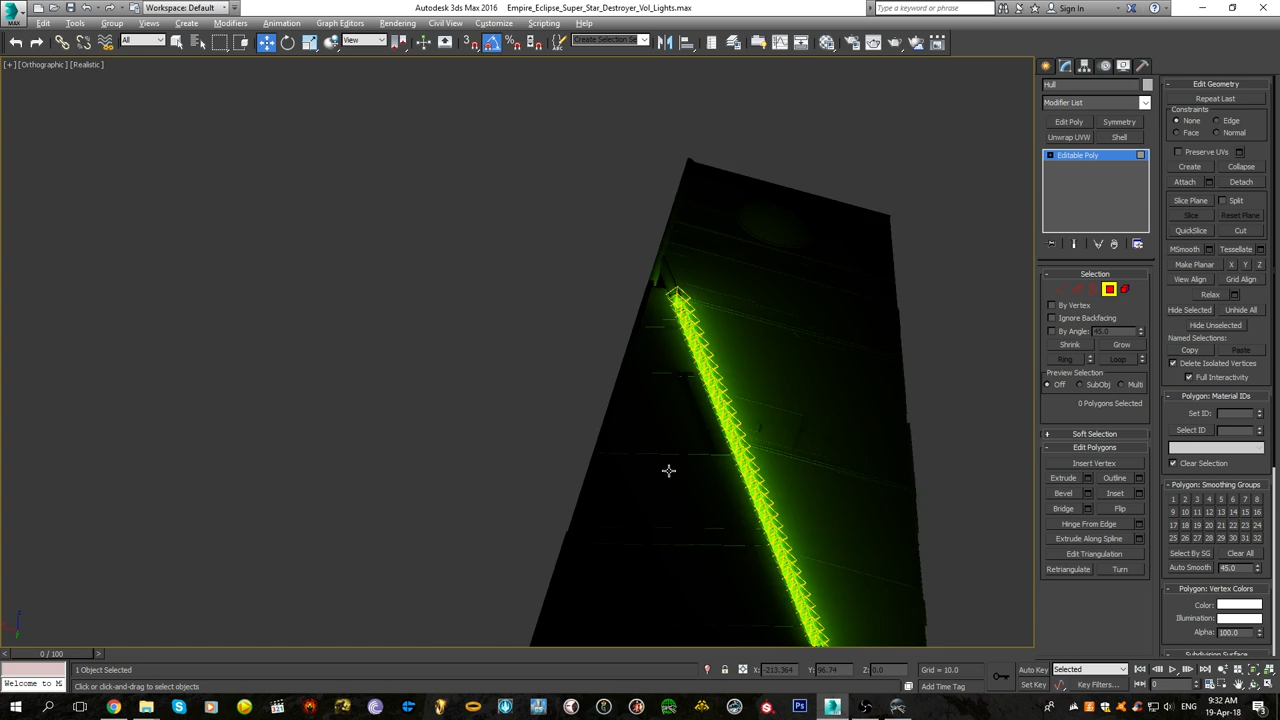 Autodesk 3ds Max 2016 Empire_Eclipse_Super_Star_Destroyer_Vol_Lights.max
Workspace: Default
Type a keyword or phrase
Sign In
Edit Tools Group Views Create Modifiers Animation Graph Editors Rendering Civil View Customize Scripting Help
All
View
Create Selection Se
[+] [Orthographic] [Realistic]
Hull
Modifier List
Edit Poly Symmetry
Unwrap UVW Shell
Editable Poly
Selection
By Vertex
Ignore Backfacing
By Angle: 45.0
Shrink Grow
Ring Loop
Preview Selection
Off SubObj Multi
0 Polygons Selected
Soft Selection
Edit Polygons
Insert Vertex
Extrude Outline
Bevel Inset
Bridge Flip
Hinge From Edge
Extrude Along Spline
Edit Triangulation
Retriangulate Turn
Edit Geometry
Repeat Last
Constraints
None Edge
Face Normal
Preserve UVs
Create Collapse
Attach Detach
Slice Plane Split
Slice Reset Plane
QuickSlice Cut
MSmooth Tessellate
Make Planar X Y Z
View Align Grid Align
Relax
Hide Selected Unhide All
Hide Unselected
Named Selections:
Copy Paste
Delete Isolated Vertices
Full Interactivity
Polygon: Material IDs
Set ID:
Select ID
Clear Selection
Polygon: Smoothing Groups
1 2 3 4 5 6 7 8
9 10 11 12 13 14 15 16
17 18 19 20 21 22 23 24
25 26 27 28 29 30 31 32
Select By SG Clear All
Auto Smooth 45.0
Polygon: Vertex Colors
Color:
Illumination:
Alpha: 100.0
Subdivision Surface
0 / 100
Welcome to M
1 Object Selected
Click or click-and-drag to select objects
X: -213.364 Y: 96.74 Z: 0.0 Grid = 10.0
Add Time Tag
Auto Key Selected
Set Key Key Filters...
0
9:32 AM
19-Apr-18